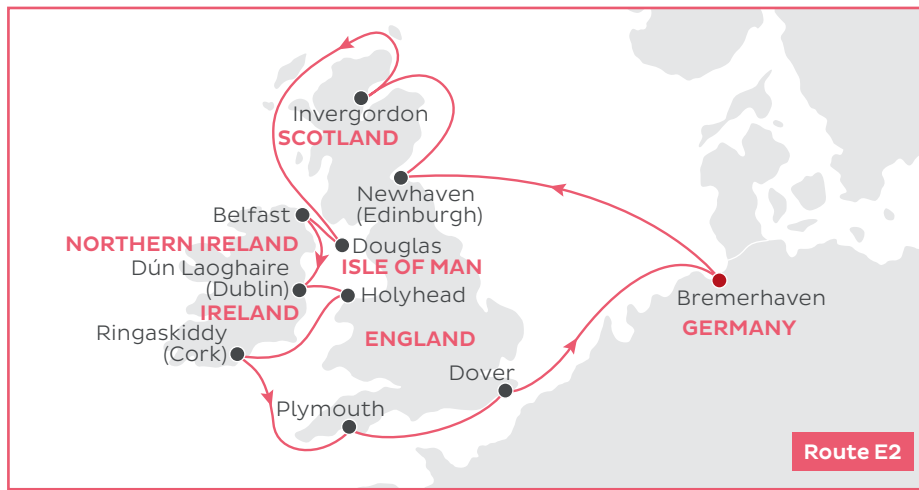 Invergordon
SCOTLAND
Newhaven
(Edinburgh)
Belfast
NORTHERN IRELAND
Douglas
ISLE OF MAN
Dún Laoghaire
(Dublin)
IRELAND
Holyhead
Ringaskiddy
(Cork)
ENGLAND
Bremerhaven
GERMANY
Dover
Plymouth
Route E2